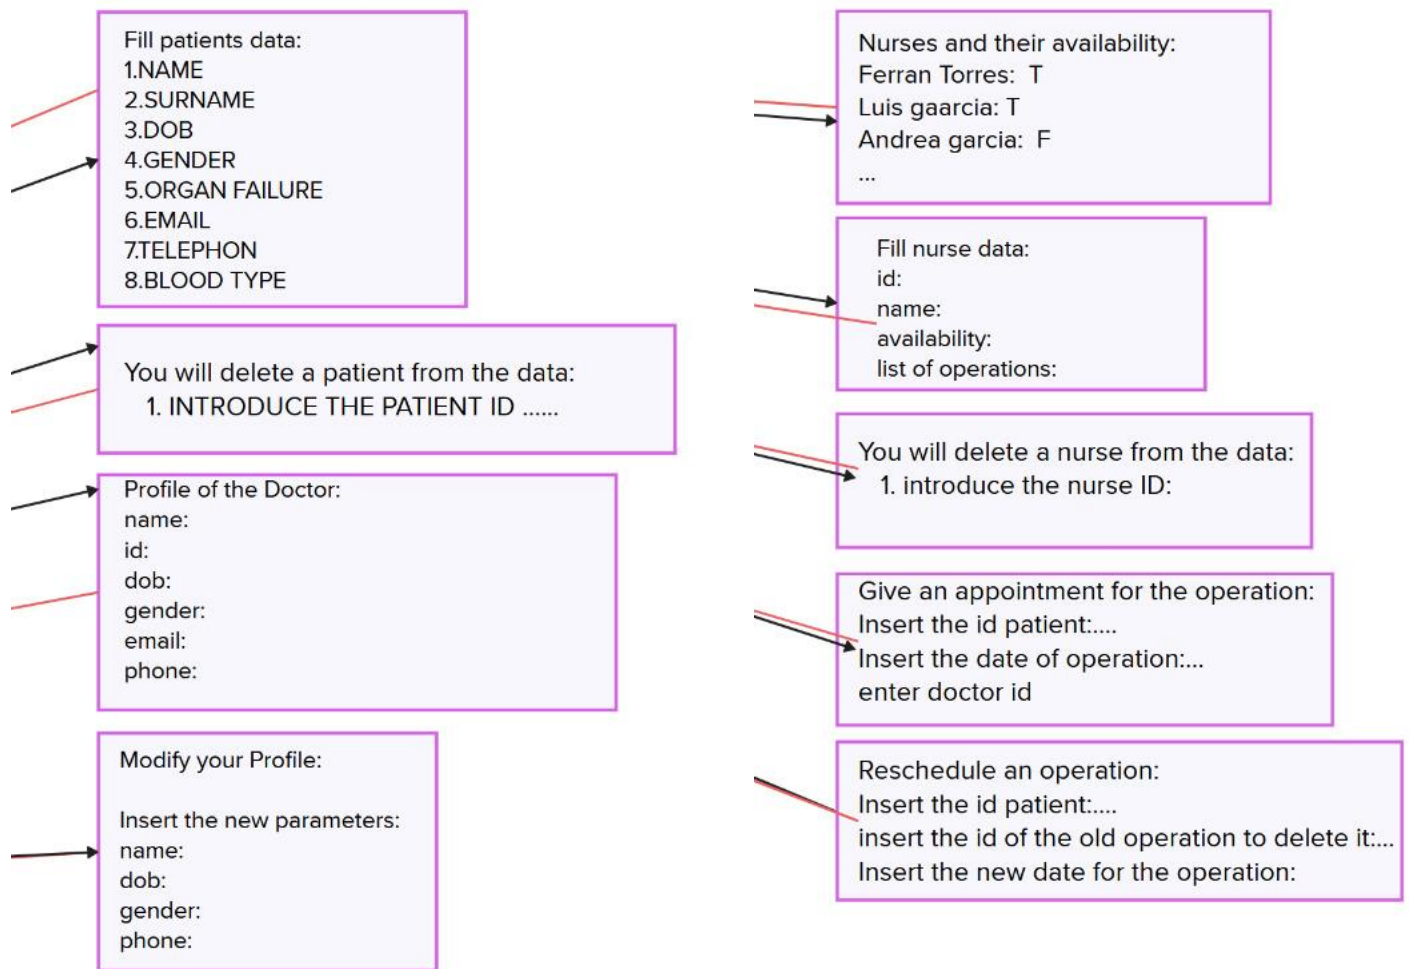 Fill patients data:
1.NAME
2.SURNAME
3.DOB
4.GENDER
5.ORGAN FAILURE
6.EMAIL
7.TELEPHON
8.BLOOD TYPE
You will delete a patient from the data:
1. INTRODUCE THE PATIENT ID ......
Profile of the Doctor:
name:
id:
dob:
gender:
email:
phone:
Modify your Profile:
Insert the new parameters:
name:
dob:
gender:
phone:
Nurses and their availability:
Ferran Torres: T
Luis gaarcia: T
Andrea garcia: F
...
Fill nurse data:
id:
name:
availability:
list of operations:
You will delete a nurse from the data:
1. introduce the nurse ID:
Give an appointment for the operation:
Insert the id patient:....
Insert the date of operation:...
enter doctor id
Reschedule an operation:
Insert the id patient:....
insert the id of the old operation to delete it:...
Insert the new date for the operation: